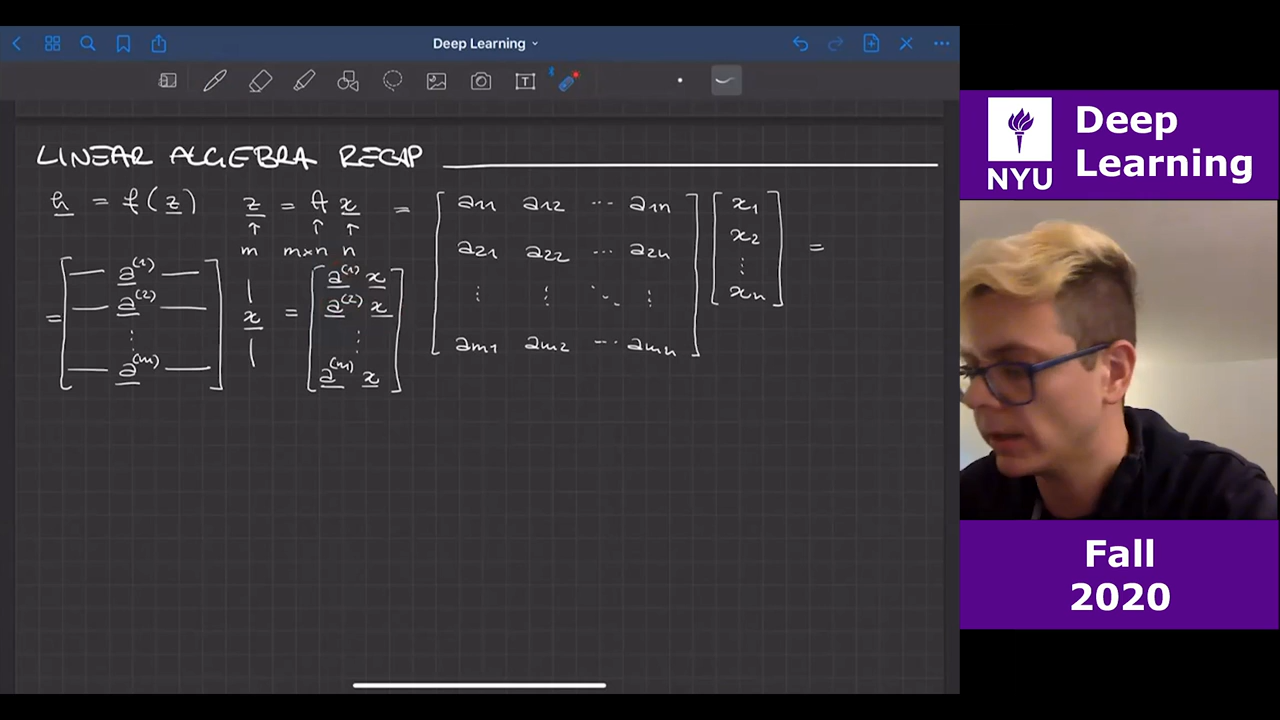 Deep Learning
LINEAR ALGEBRA RECAP
h = f(z) z = A x = [ a11 a12 ... a1n ] [ x1 ]
↑ ↑ ↑
m m×n n [ a21 a22 ... a2n ] [ x2 ] =
[ ⋮ ⋮ ⋱ ⋮ ] [ ⋮ ]
[ am1 am2 ... amn ] [ xn ]
= [ — a(1) — ] | = [ a(1) x ]
[ — a(2) — ] x [ a(2) x ]
[ ⋮ ] | [ ⋮ ]
[ — a(m) — ] [ a(m) x ]
T
NYU
Deep
Learning
Fall
2020